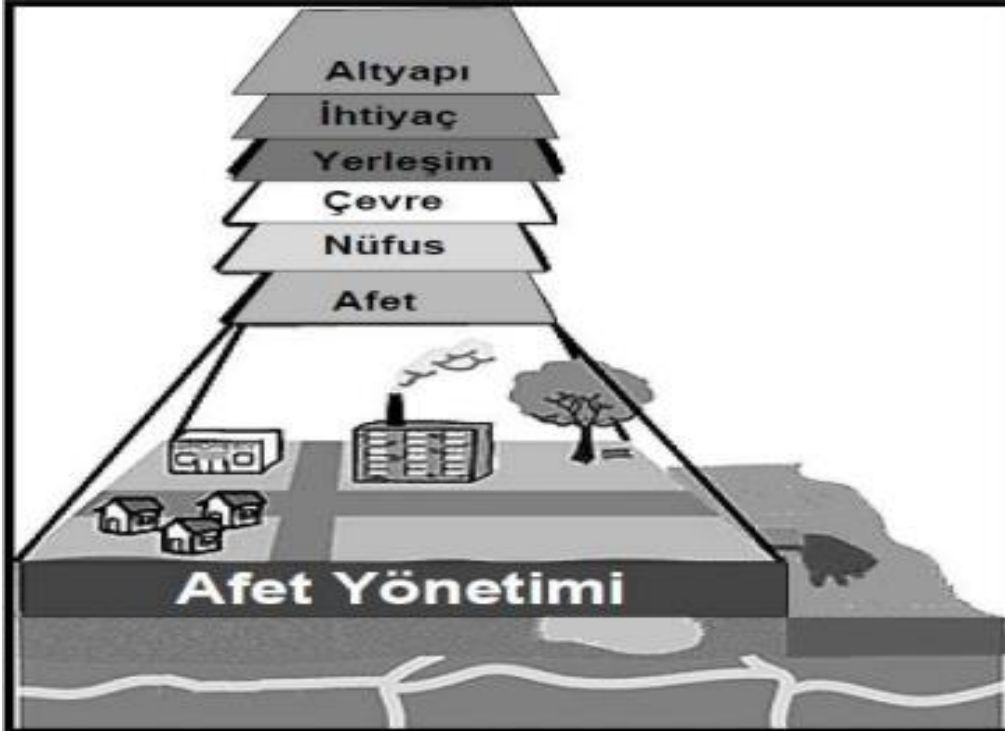 Altyapı
İhtiyaç
Yerleşim
Çevre
Nüfus
Afet
Afet Yönetimi